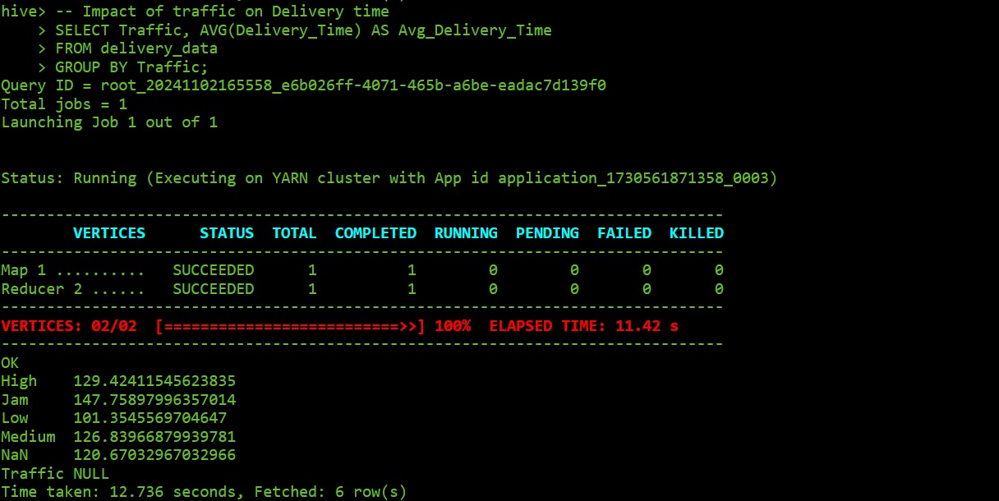 hive> -- Impact of traffic on Delivery time
    > SELECT Traffic, AVG(Delivery_Time) AS Avg_Delivery_Time
    > FROM delivery_data
    > GROUP BY Traffic;
Query ID = root_20241102165558_e6b026ff-4071-465b-a6be-eadac7d139f0
Total jobs = 1
Launching Job 1 out of 1
Status: Running (Executing on YARN cluster with App id application_1730561871358_0003)
--------------------------------------------------------------------------------
        VERTICES      STATUS  TOTAL  COMPLETED  RUNNING  PENDING  FAILED  KILLED
--------------------------------------------------------------------------------
Map 1 ..........   SUCCEEDED      1          1        0        0       0       0
Reducer 2 ......   SUCCEEDED      1          1        0        0       0       0
--------------------------------------------------------------------------------
VERTICES: 02/02  [==========================>>] 100%  ELAPSED TIME: 11.42 s
--------------------------------------------------------------------------------
OK
High    129.42411545623835
Jam     147.75897996357014
Low     101.3545569704647
Medium  126.83966879939781
NaN     120.67032967032966
Traffic NULL
Time taken: 12.736 seconds, Fetched: 6 row(s)